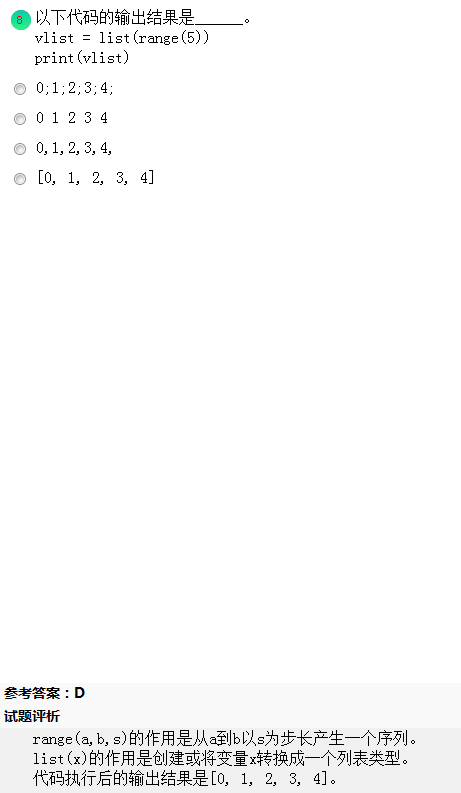 8 以下代码的输出结果是______。
vlist = list(range(5))
print(vlist)
0;1;2;3;4;
0 1 2 3 4
0,1,2,3,4,
[0, 1, 2, 3, 4]
参考答案：D
试题评析
range(a,b,s)的作用是从a到b以s为步长产生一个序列。
list(x)的作用是创建或将变量x转换成一个列表类型。
代码执行后的输出结果是[0, 1, 2, 3, 4]。